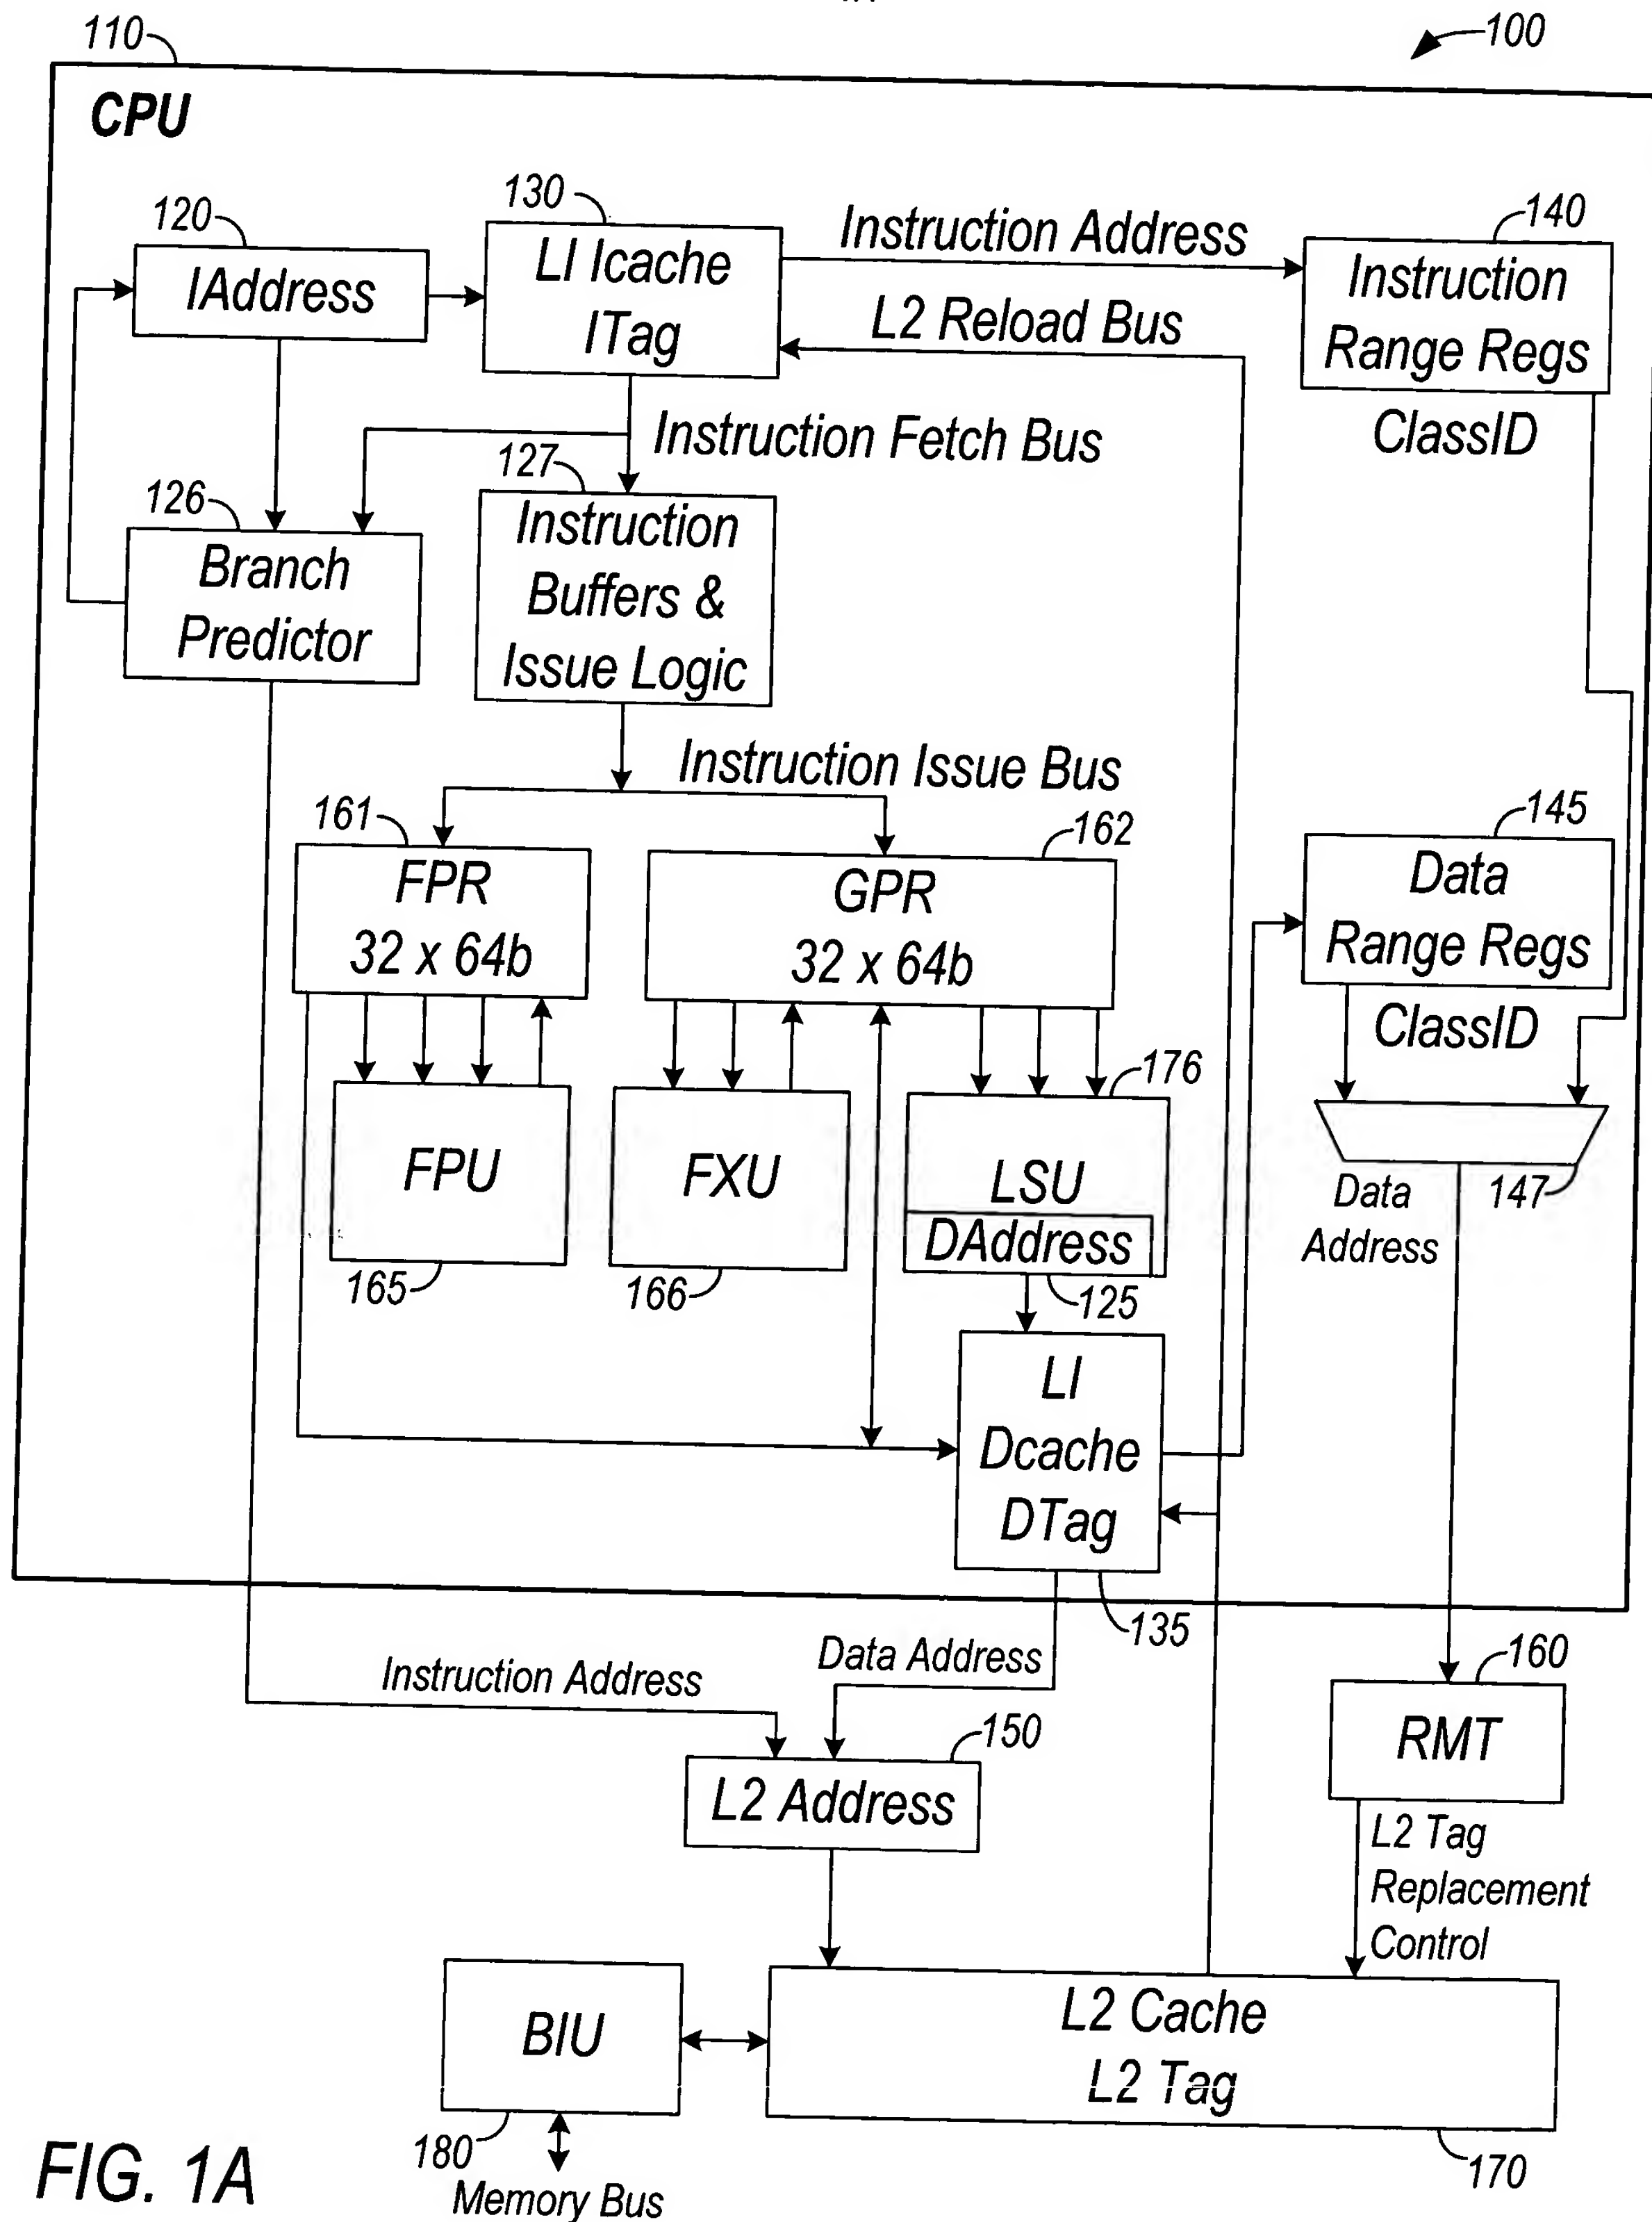 100
110
CPU
120
IAddress
130
LI Icache
ITag
Instruction Address
L2 Reload Bus
140
Instruction
Range Regs
ClassID
Instruction Fetch Bus
126
Branch
Predictor
127
Instruction
Buffers &
Issue Logic
Instruction Issue Bus
161
FPR
32 x 64b
162
GPR
32 x 64b
145
Data
Range Regs
ClassID
FPU
165
FXU
166
176
LSU
DAddress
125
147
Data
Address
LI
Dcache
DTag
135
Instruction Address
Data Address
150
L2 Address
160
RMT
L2 Tag
Replacement
Control
BIU
180
Memory Bus
L2 Cache
L2 Tag
170
FIG. 1A